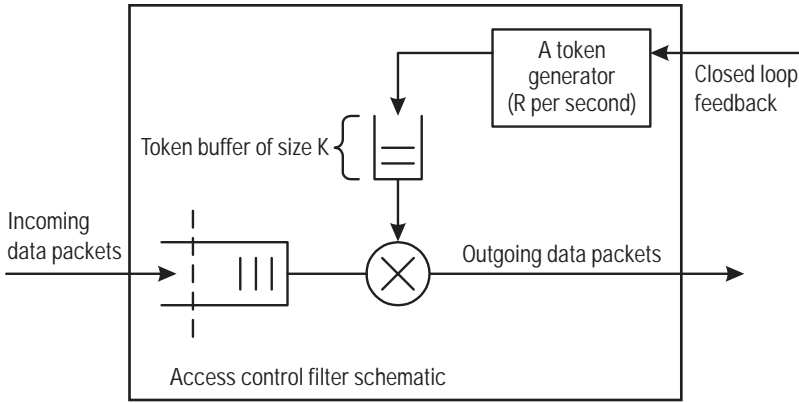 A token
generator
(R per second)
Closed loop
feedback
Token buffer of size K
Incoming
data packets
Outgoing data packets
Access control filter schematic